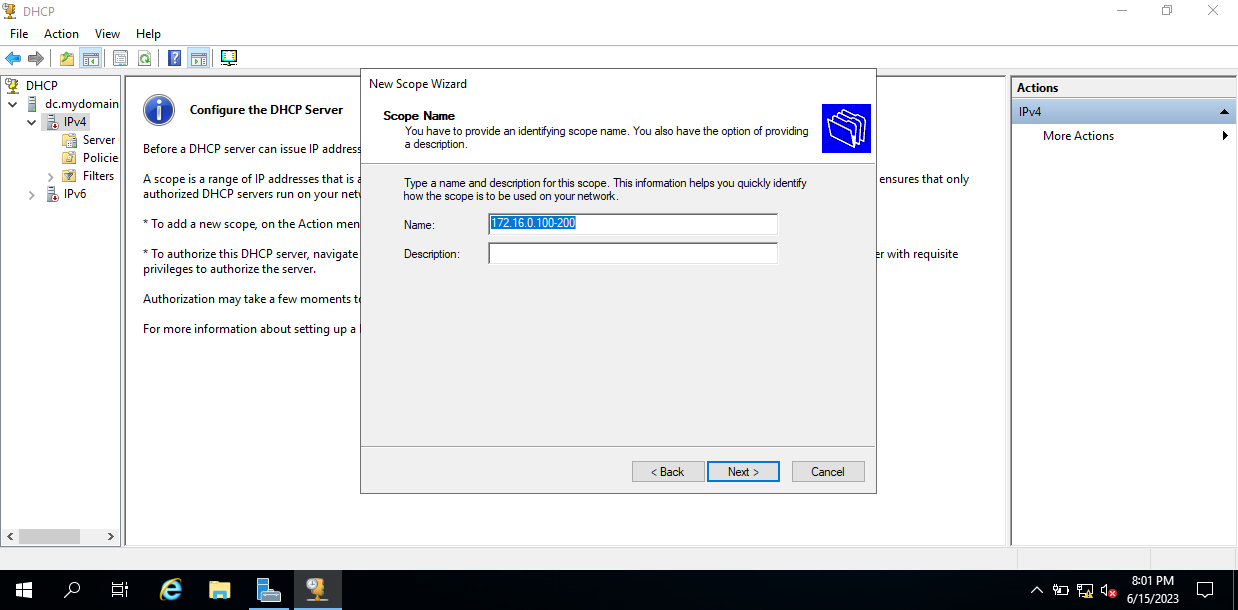 DHCP
File Action View Help
DHCP
dc.mydomain
IPv4
Server
Policie
Filters
IPv6
Configure the DHCP Server
Before a DHCP server can issue IP address
A scope is a range of IP addresses that is a
ensures that only
authorized DHCP servers run on your netw
* To add a new scope, on the Action men
* To authorize this DHCP server, navigate
er with requisite
privileges to authorize the server.
Authorization may take a few moments to
For more information about setting up a
New Scope Wizard
Scope Name
You have to provide an identifying scope name. You also have the option of providing
a description.
Type a name and description for this scope. This information helps you quickly identify
how the scope is to be used on your network.
Name: 172.16.0.100-200
Description:
< Back Next > Cancel
Actions
IPv4
More Actions
8:01 PM
6/15/2023